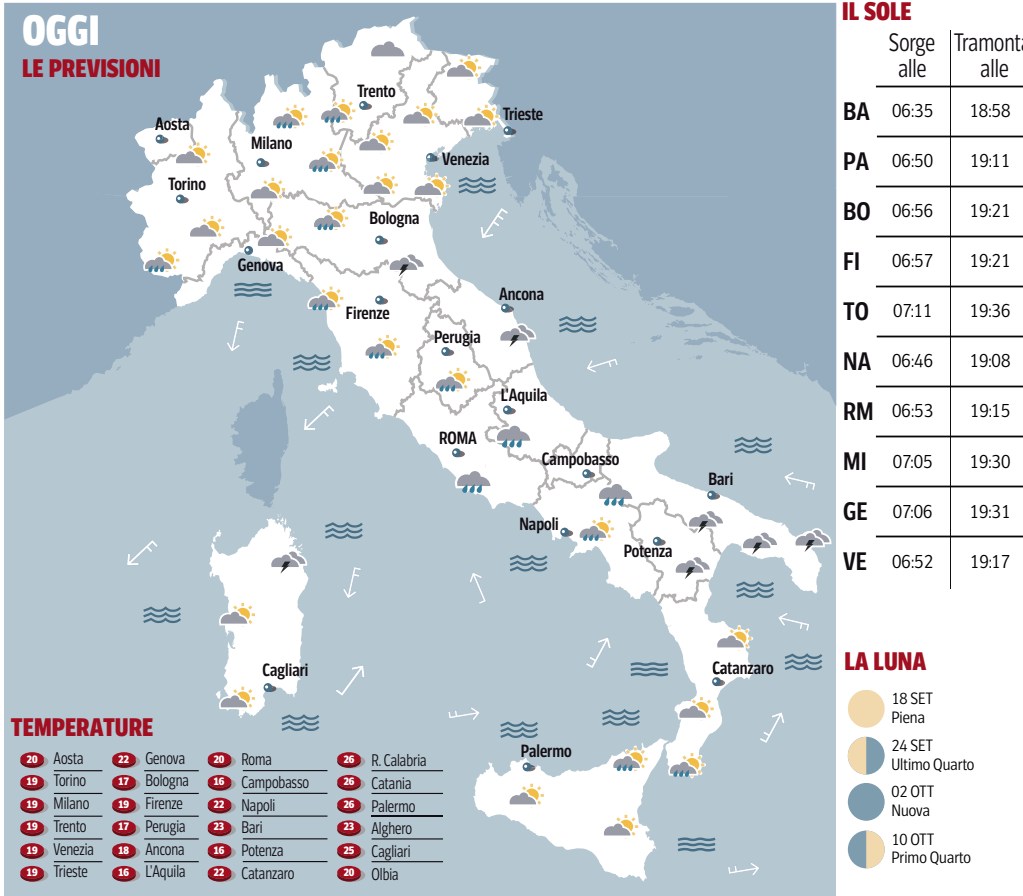 OGGI
LE PREVISIONI
Trento
Aosta
Milano
Trieste
Venezia
Torino
Bologna
Genova
Ancona
Firenze
Perugia
L'Aquila
ROMA
Campobasso
Bari
Napoli
Potenza
Cagliari
Catanzaro
Palermo
TEMPERATURE
20 Aosta
19 Torino
19 Milano
19 Trento
19 Venezia
19 Trieste
22 Genova
17 Bologna
19 Firenze
17 Perugia
18 Ancona
16 L'Aquila
20 Roma
16 Campobasso
22 Napoli
23 Bari
16 Potenza
22 Catanzaro
26 R. Calabria
26 Catania
26 Palermo
23 Alghero
25 Cagliari
20 Olbia
IL SOLE
Sorge alle
Tramonta alle
BA 06:35 18:58
PA 06:50 19:11
BO 06:56 19:21
FI 06:57 19:21
TO 07:11 19:36
NA 06:46 19:08
RM 06:53 19:15
MI 07:05 19:30
GE 07:06 19:31
VE 06:52 19:17
LA LUNA
18 SET
Piena
24 SET
Ultimo Quarto
02 OTT
Nuova
10 OTT
Primo Quarto